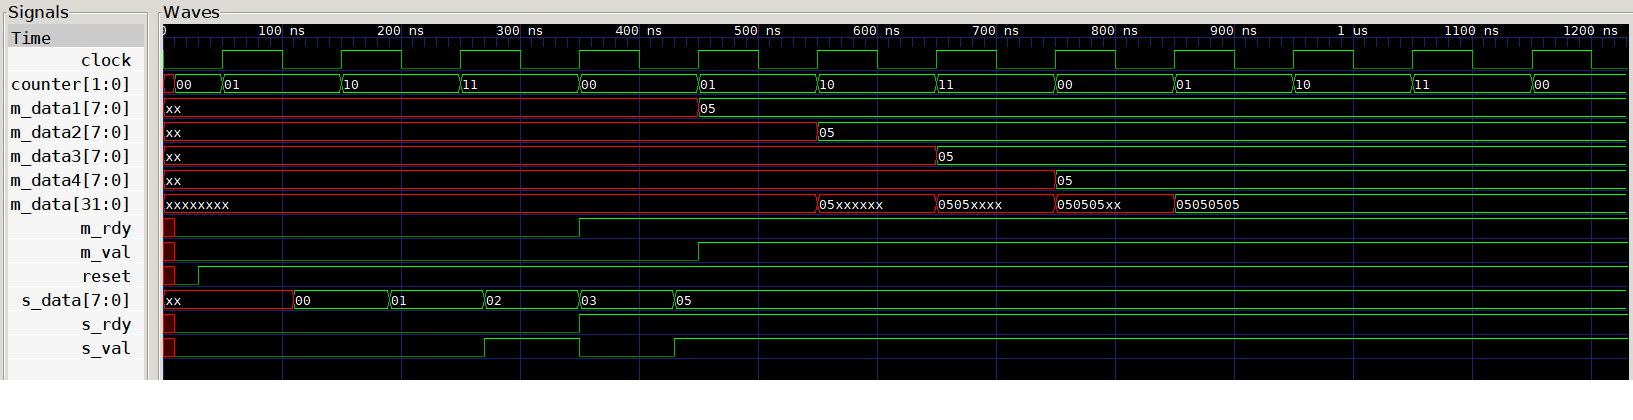 Signals Waves
Time 0 100 ns 200 ns 300 ns 400 ns 500 ns 600 ns 700 ns 800 ns 900 ns 1 us 1100 ns 1200 ns
clock
counter[1:0] 00 01 10 11 00 01 10 11 00 01 10 11 00
m_data1[7:0] xx 05
m_data2[7:0] xx 05
m_data3[7:0] xx 05
m_data4[7:0] xx 05
m_data[31:0] xxxxxxxx 05xxxxxx 0505xxxx 050505xx 05050505
m_rdy
m_val
reset
s_data[7:0] xx 00 01 02 03 05
s_rdy
s_val